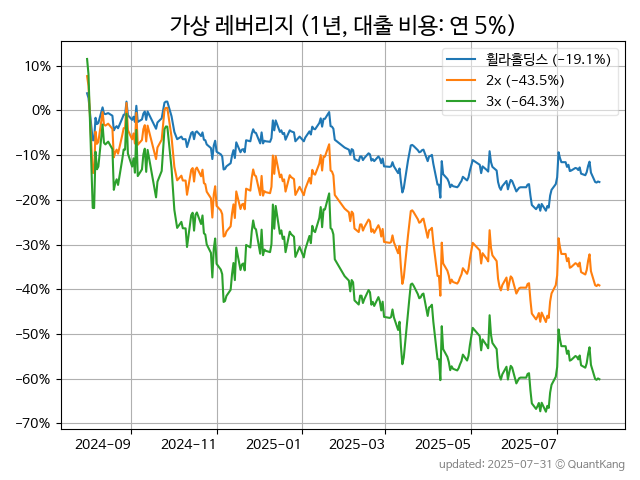 가상 레버리지 (1년, 대출 비용: 연 5%)
휠라홀딩스 (−19.1%)
2x (−43.5%)
3x (−64.3%)
10%
0%
−10%
−20%
−30%
−40%
−50%
−60%
−70%
2024-09 2024-11 2025-01 2025-03 2025-05 2025-07
updated: 2025-07-31 © QuantKang